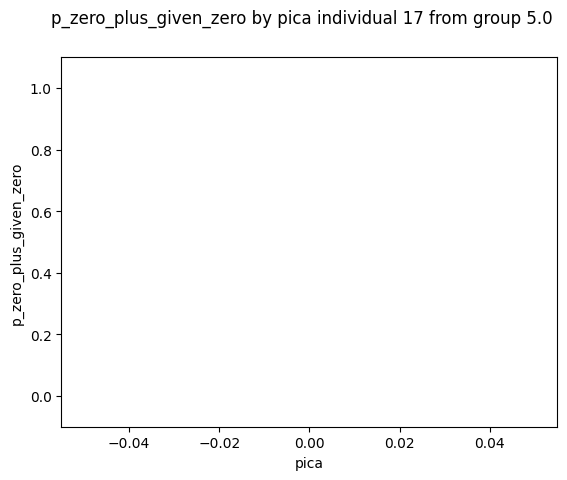 p_zero_plus_given_zero by pica individual 17 from group 5.0
1.0
0.8
0.6
0.4
0.2
0.0
p_zero_plus_given_zero
−0.04 −0.02 0.00 0.02 0.04
pica